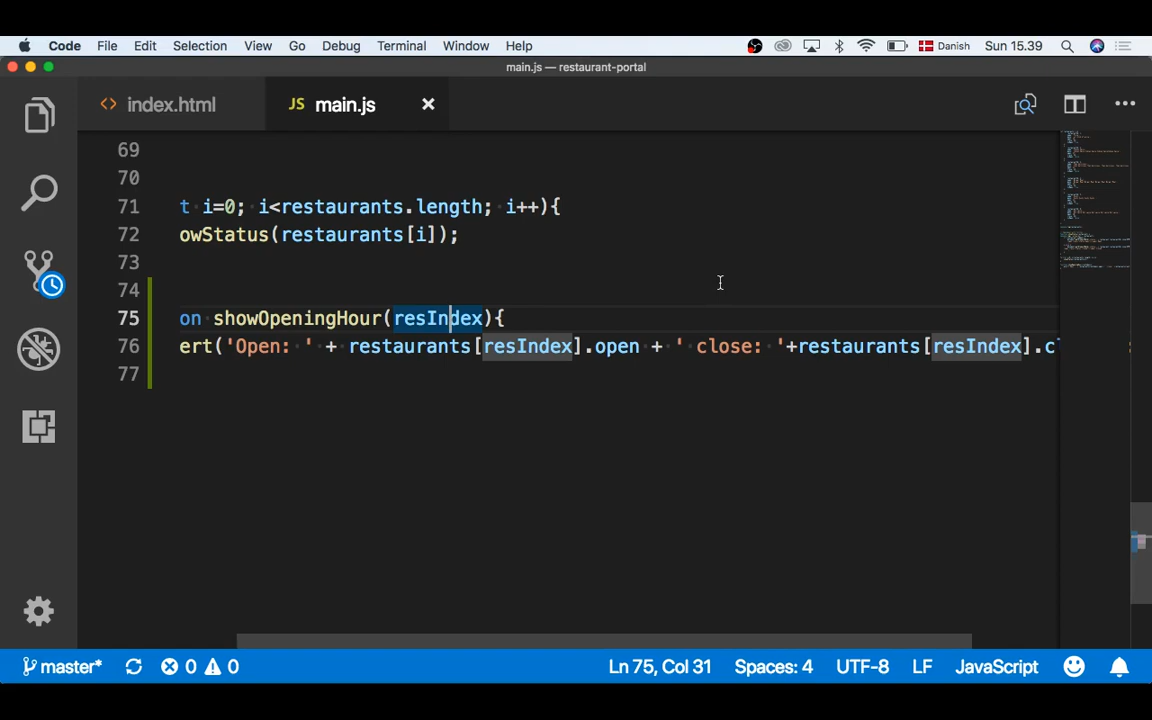 Code File Edit Selection View Go Debug Terminal Window Help Danish Sun 15.39
main.js — restaurant-portal
<> index.html JS main.js
69
70
71 t i=0; i<restaurants.length; i++){
72 owStatus(restaurants[i]);
73
74
75 on showOpeningHour(resIndex){
76 ert('Open: ' + restaurants[resIndex].open + ' close: '+restaurants[resIndex].cl
77
master* 0 0 Ln 75, Col 31 Spaces: 4 UTF-8 LF JavaScript